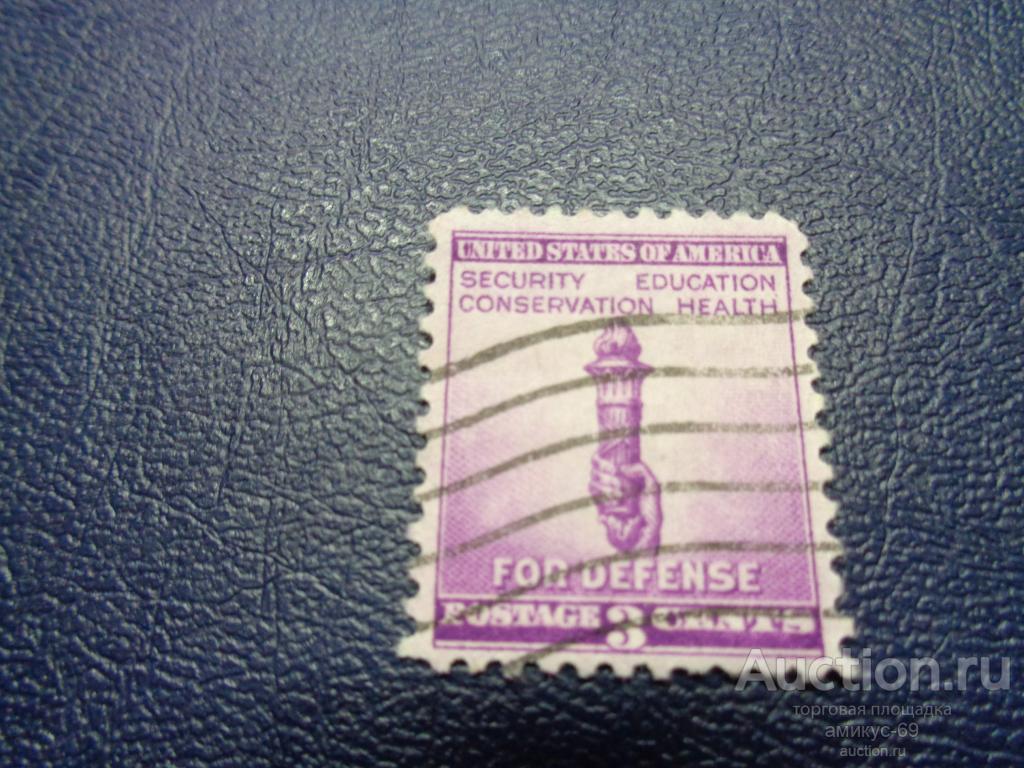 UNITED STATES OF AMERICA
SECURITY EDUCATION
CONSERVATION HEALTH
FOR DEFENSE
POSTAGE 3 CENTS
Auction.ru
торговая площадка
амикус-69
auction.ru